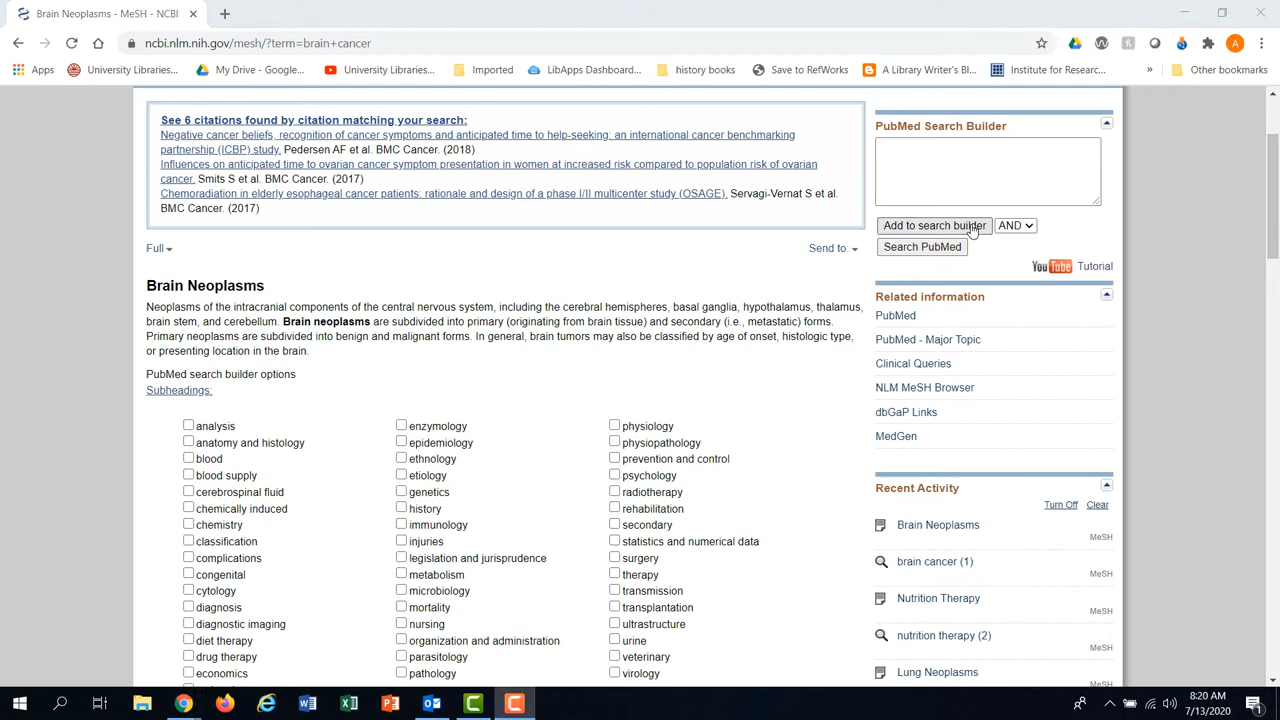 Brain Neoplasms - MeSH - NCBI
ncbi.nlm.nih.gov/mesh/?term=brain+cancer
Apps University Libraries... My Drive - Google... University Libraries... Imported LibApps Dashboard... history books Save to RefWorks A Library Writer's Bl... Institute for Researc... » Other bookmarks
See 6 citations found by citation matching your search:
Negative cancer beliefs, recognition of cancer symptoms and anticipated time to help-seeking: an international cancer benchmarking
partnership (ICBP) study. Pedersen AF et al. BMC Cancer. (2018)
Influences on anticipated time to ovarian cancer symptom presentation in women at increased risk compared to population risk of ovarian
cancer. Smits S et al. BMC Cancer. (2017)
Chemoradiation in elderly esophageal cancer patients: rationale and design of a phase I/II multicenter study (OSAGE). Servagi-Vernat S et al.
BMC Cancer. (2017)
Full
Send to:
Brain Neoplasms
Neoplasms of the intracranial components of the central nervous system, including the cerebral hemispheres, basal ganglia, hypothalamus, thalamus,
brain stem, and cerebellum. Brain neoplasms are subdivided into primary (originating from brain tissue) and secondary (i.e., metastatic) forms.
Primary neoplasms are subdivided into benign and malignant forms. In general, brain tumors may also be classified by age of onset, histologic type,
or presenting location in the brain.
PubMed search builder options
Subheadings:
analysis
anatomy and histology
blood
blood supply
cerebrospinal fluid
chemically induced
chemistry
classification
complications
congenital
cytology
diagnosis
diagnostic imaging
diet therapy
drug therapy
economics
enzymology
epidemiology
ethnology
etiology
genetics
history
immunology
injuries
legislation and jurisprudence
metabolism
microbiology
mortality
nursing
organization and administration
parasitology
pathology
physiology
physiopathology
prevention and control
psychology
radiotherapy
rehabilitation
secondary
statistics and numerical data
surgery
therapy
transmission
transplantation
ultrastructure
urine
veterinary
virology
PubMed Search Builder
Add to search builder AND
Search PubMed
YouTube Tutorial
Related information
PubMed
PubMed - Major Topic
Clinical Queries
NLM MeSH Browser
dbGaP Links
MedGen
Recent Activity
Turn Off Clear
Brain Neoplasms
MeSH
brain cancer (1)
MeSH
Nutrition Therapy
MeSH
nutrition therapy (2)
MeSH
Lung Neoplasms
MeSH
8:20 AM
7/13/2020